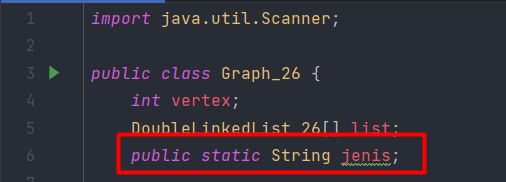 1 import java.util.Scanner;
2
3 public class Graph_26 {
4 int vertex;
5 DoubleLinkedList_26[] list;
6 public static String jenis;